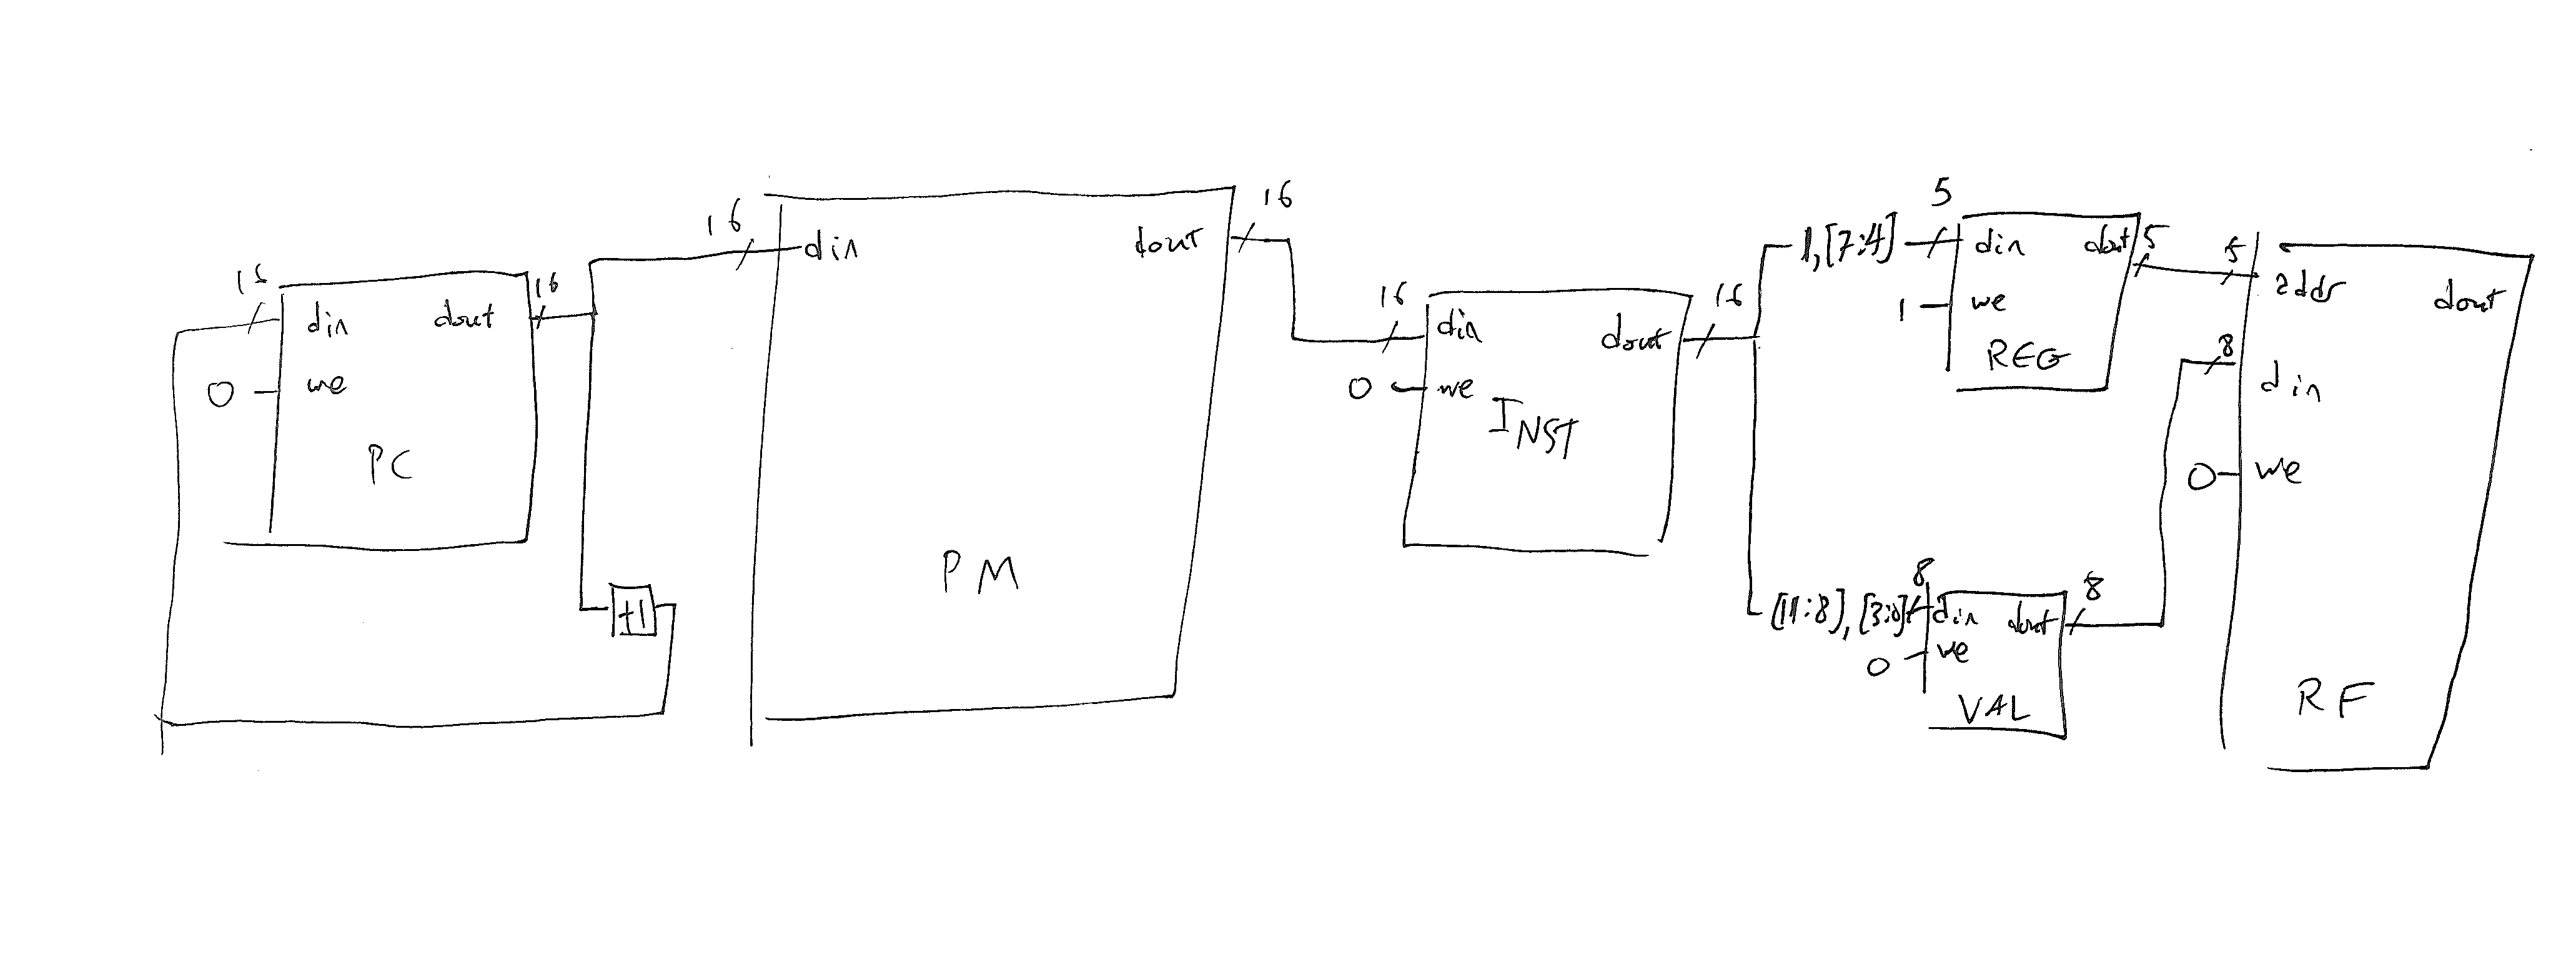 16
din
dout
16
0
we
PC
+1
16
din
dout
16
PM
16
din
dout
16
0
we
INST
1,[7:4]
5
din
dout
5
1
we
REG
[11:8],[3:0]
8
din
dout
8
0
we
VAL
5
addr
dout
8
din
0
we
RF